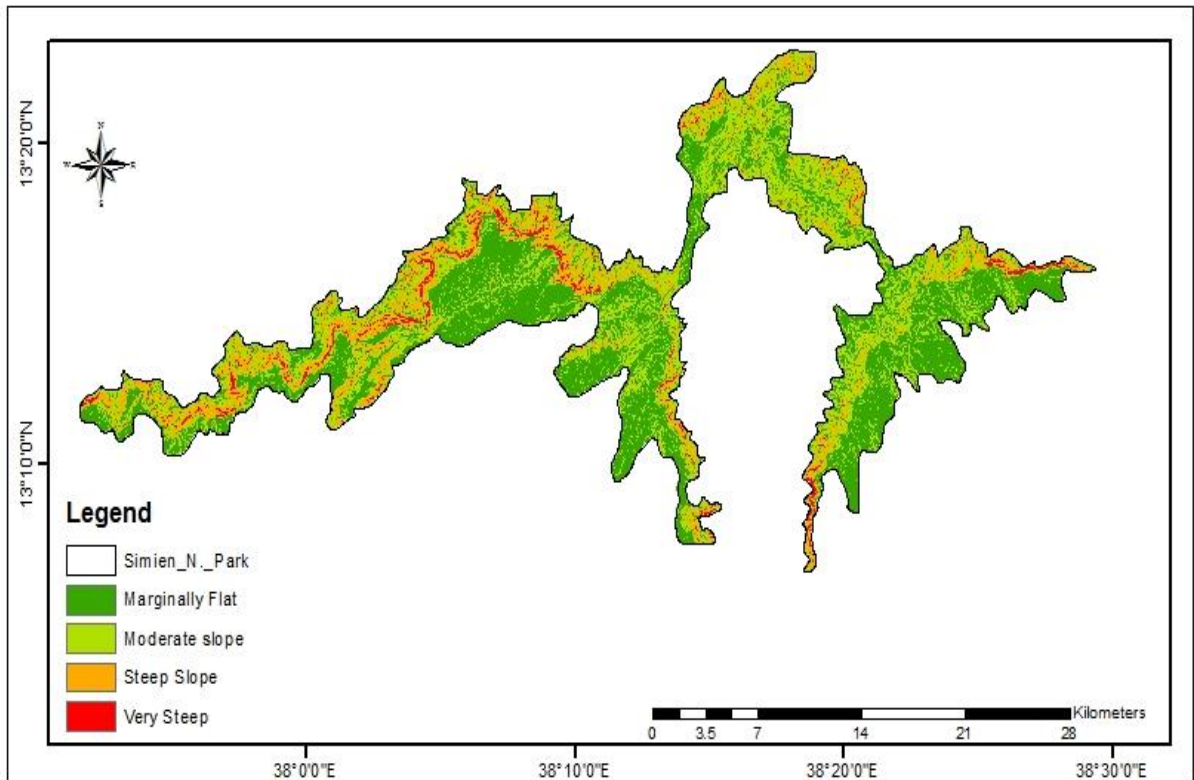 N
W
E
S
13°20'0"N
13°10'0"N
Legend
Simien_N._Park
Marginally Flat
Moderate slope
Steep Slope
Very Steep
Kilometers
0 3.5 7 14 21 28
38°0'0"E 38°10'0"E 38°20'0"E 38°30'0"E